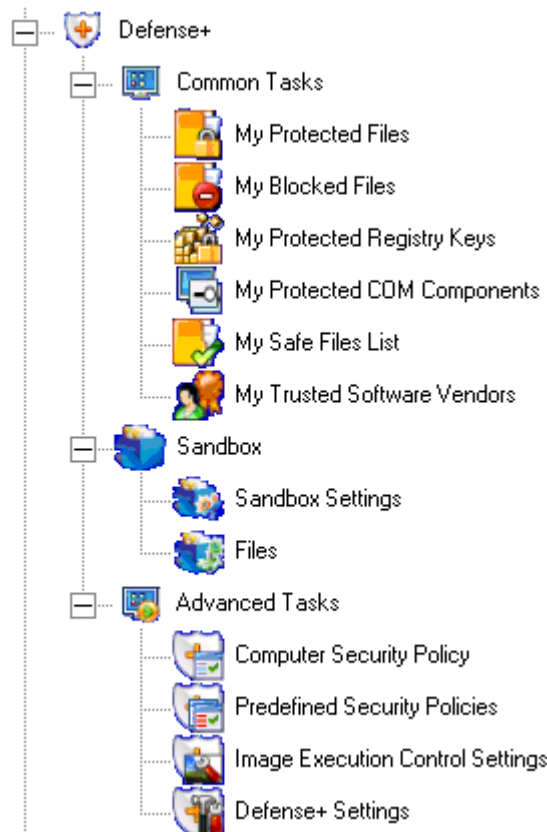 Defense+
Common Tasks
My Protected Files
My Blocked Files
My Protected Registry Keys
My Protected COM Components
My Safe Files List
My Trusted Software Vendors
Sandbox
Sandbox Settings
Files
Advanced Tasks
Computer Security Policy
Predefined Security Policies
Image Execution Control Settings
Defense+ Settings